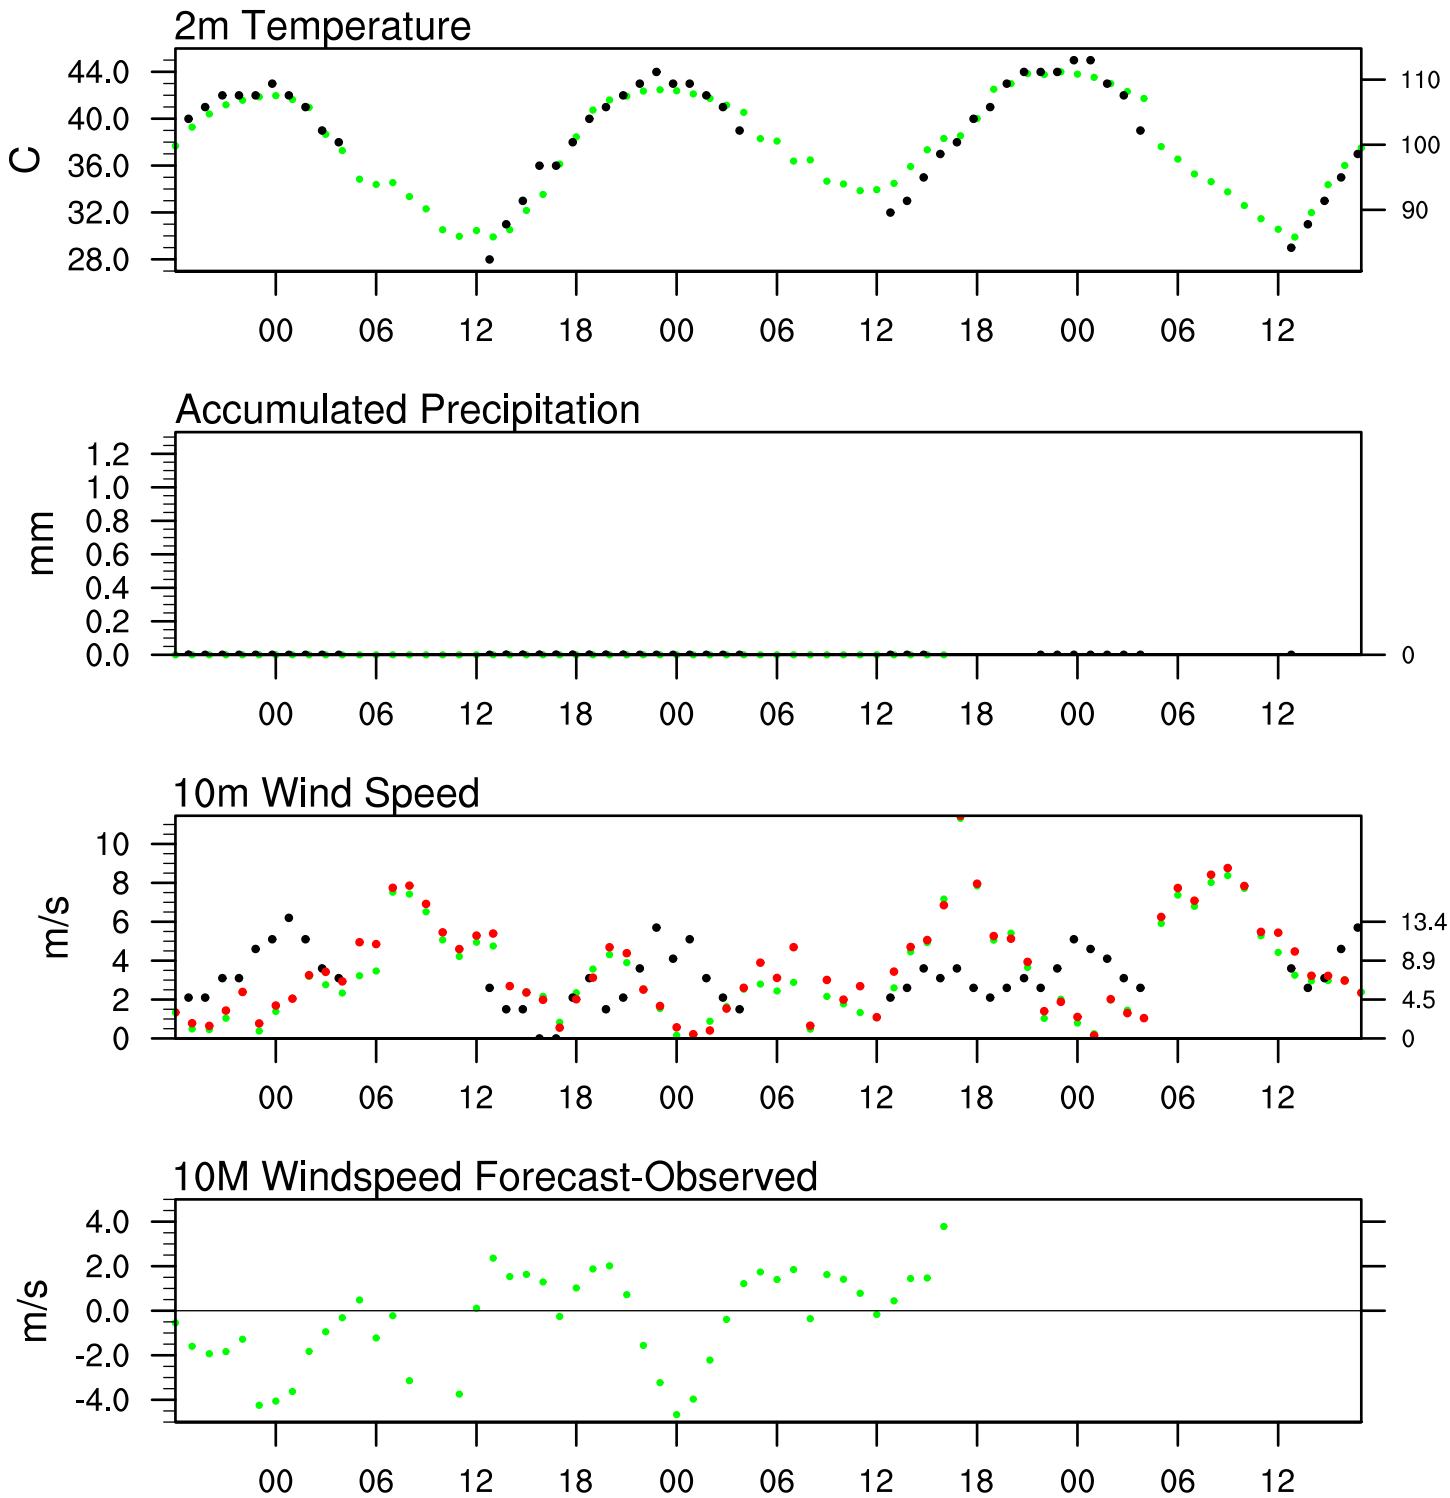 2m Temperature
44.0
40.0
36.0
32.0
28.0
C
110
100
90
00 06 12 18 00 06 12 18 00 06 12
Accumulated Precipitation
1.2
1.0
0.8
0.6
0.4
0.2
0.0
mm
0
00 06 12 18 00 06 12 18 00 06 12
10m Wind Speed
10
8
6
4
2
0
m/s
13.4
8.9
4.5
0
00 06 12 18 00 06 12 18 00 06 12
10M Windspeed Forecast-Observed
4.0
2.0
0.0
-2.0
-4.0
m/s
00 06 12 18 00 06 12 18 00 06 12